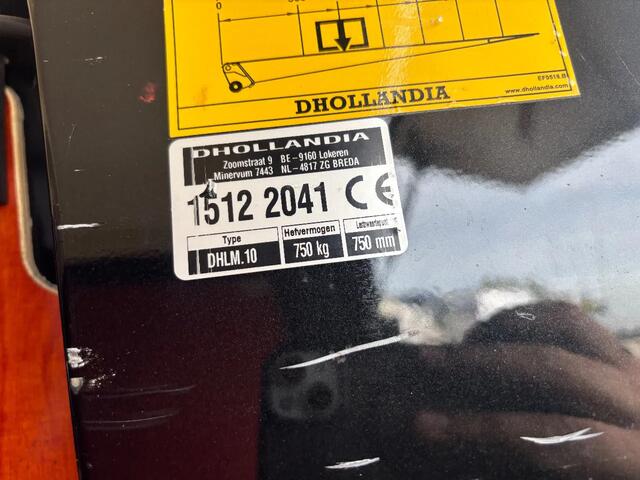 0
EF0518.B
www.dhollandia.com
DHOLLANDIA
DHOLLANDIA
Zoomstraat 9 BE-9160 Lokeren
Minervum 7443 NL-4817 ZG BREDA
1512 2041 CE
Type Hefvermogen
DHLM.10 750 kg 750 mm